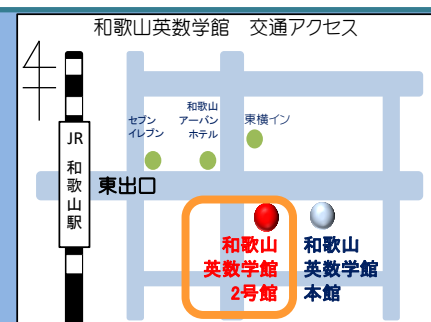 和歌山英数学館　交通アクセス
JR
和
歌
山
駅
セブン
イレブン
和歌山
アーバン
ホテル
東横イン
東出口
和歌山
英数学館
2号館
和歌山
英数学館
本館